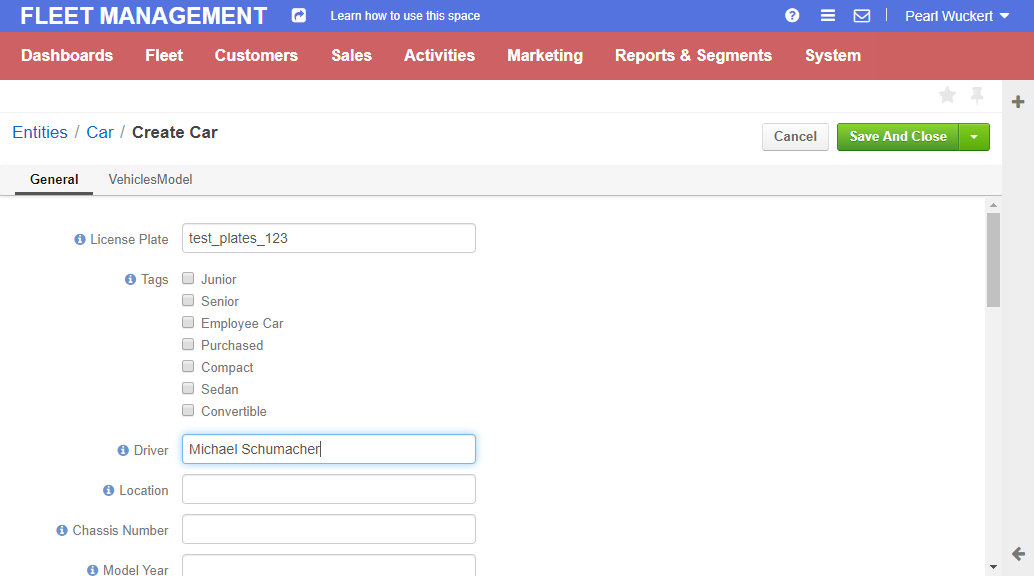 FLEET MANAGEMENT Learn how to use this space Pearl Wuckert
Dashboards Fleet Customers Sales Activities Marketing Reports & Segments System
Entities / Car / Create Car Cancel Save And Close
General VehiclesModel
License Plate test_plates_123
Tags Junior
Senior
Employee Car
Purchased
Compact
Sedan
Convertible
Driver Michael Schumacher
Location
Chassis Number
Model Year